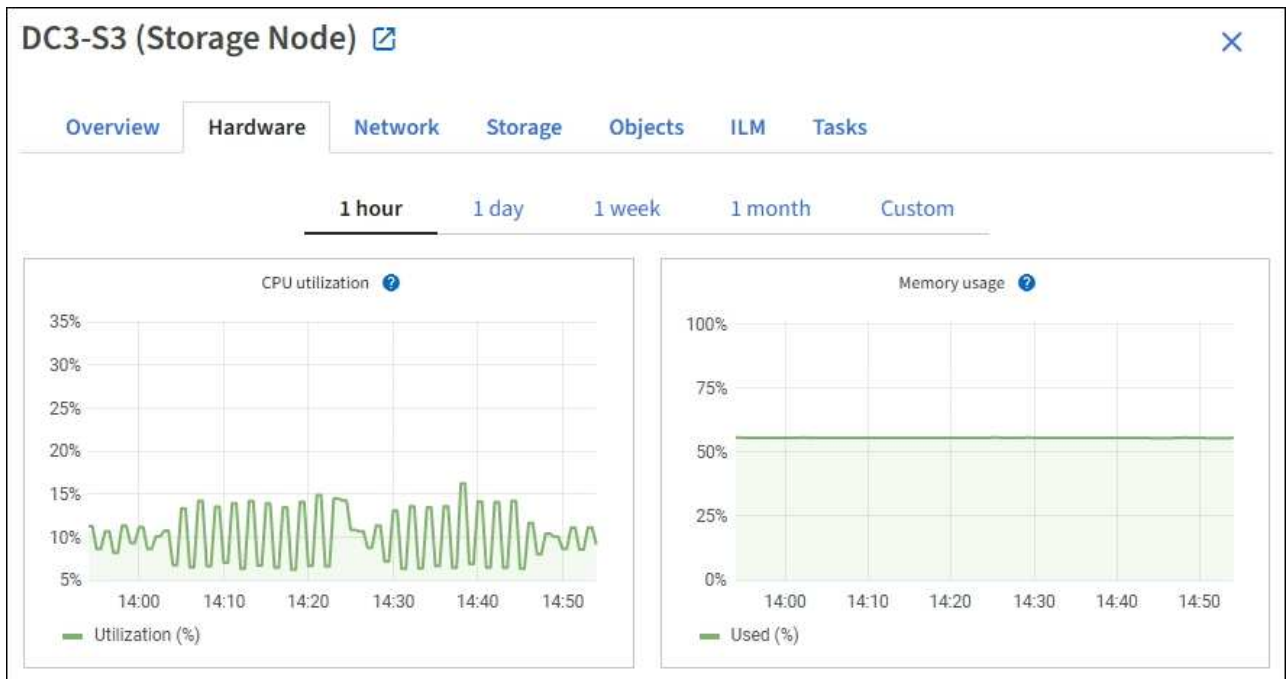 DC3-S3 (Storage Node)
Overview Hardware Network Storage Objects ILM Tasks
1 hour 1 day 1 week 1 month Custom
CPU utilization ?
35%
30%
25%
20%
15%
10%
5%
14:00 14:10 14:20 14:30 14:40 14:50
Utilization (%)
Memory usage ?
100%
75%
50%
25%
0%
14:00 14:10 14:20 14:30 14:40 14:50
Used (%)